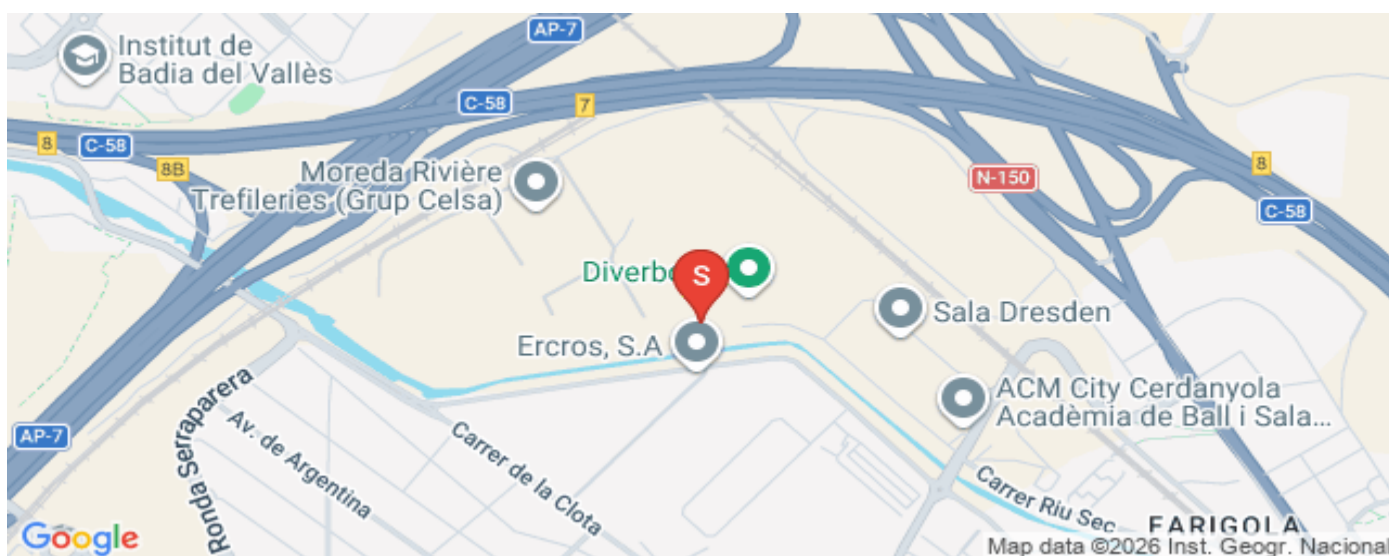 AP-7
Institut de
Badia del Vallès
C-58
7
8
C-58
8B
8
Moreda Rivière
Trefileries (Grup Celsa)
N-150
C-58
S
Sala Dresden
Ercros, S.A
ACM City Cerdanyola
Acadèmia de Ball i Sala...
AP-7
Ronda Serraparera
Av. de Argentina
Carrer de la Clota
Carrer Riu Sec
FARIGOLA
Google
Map data ©2026 Inst. Geogr. Nacional